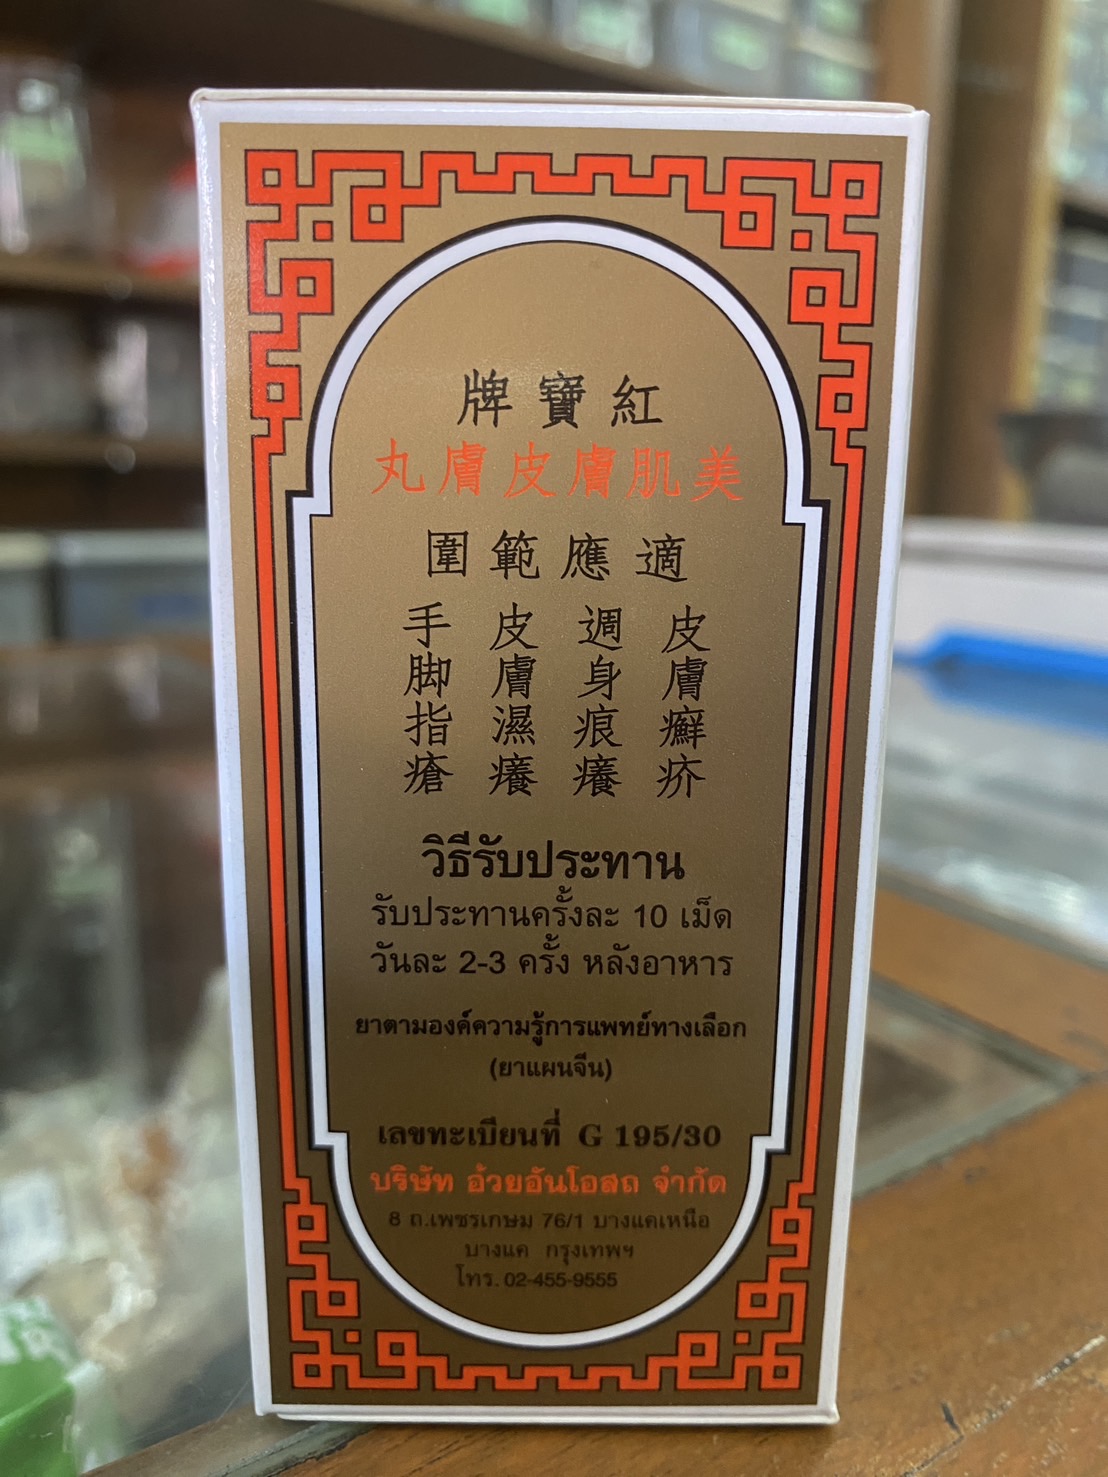 紅寶牌
美肌膚皮膚丸
適應範圍
皮膚癬疥
週身痕癢
皮膚濕癢
手脚指瘡
วิธีรับประทาน
รับประทานครั้งละ 10 เม็ด
วันละ 2-3 ครั้ง หลังอาหาร
ยาตามองค์ความรู้การแพทย์ทางเลือก
(ยาแผนจีน)
เลขทะเบียนที่ G 195/30
บริษัท อ้วยอันโอสถ จำกัด
8 ถ.เพชรเกษม 76/1 บางแคเหนือ
บางแค กรุงเทพฯ
โทร. 02-455-9555